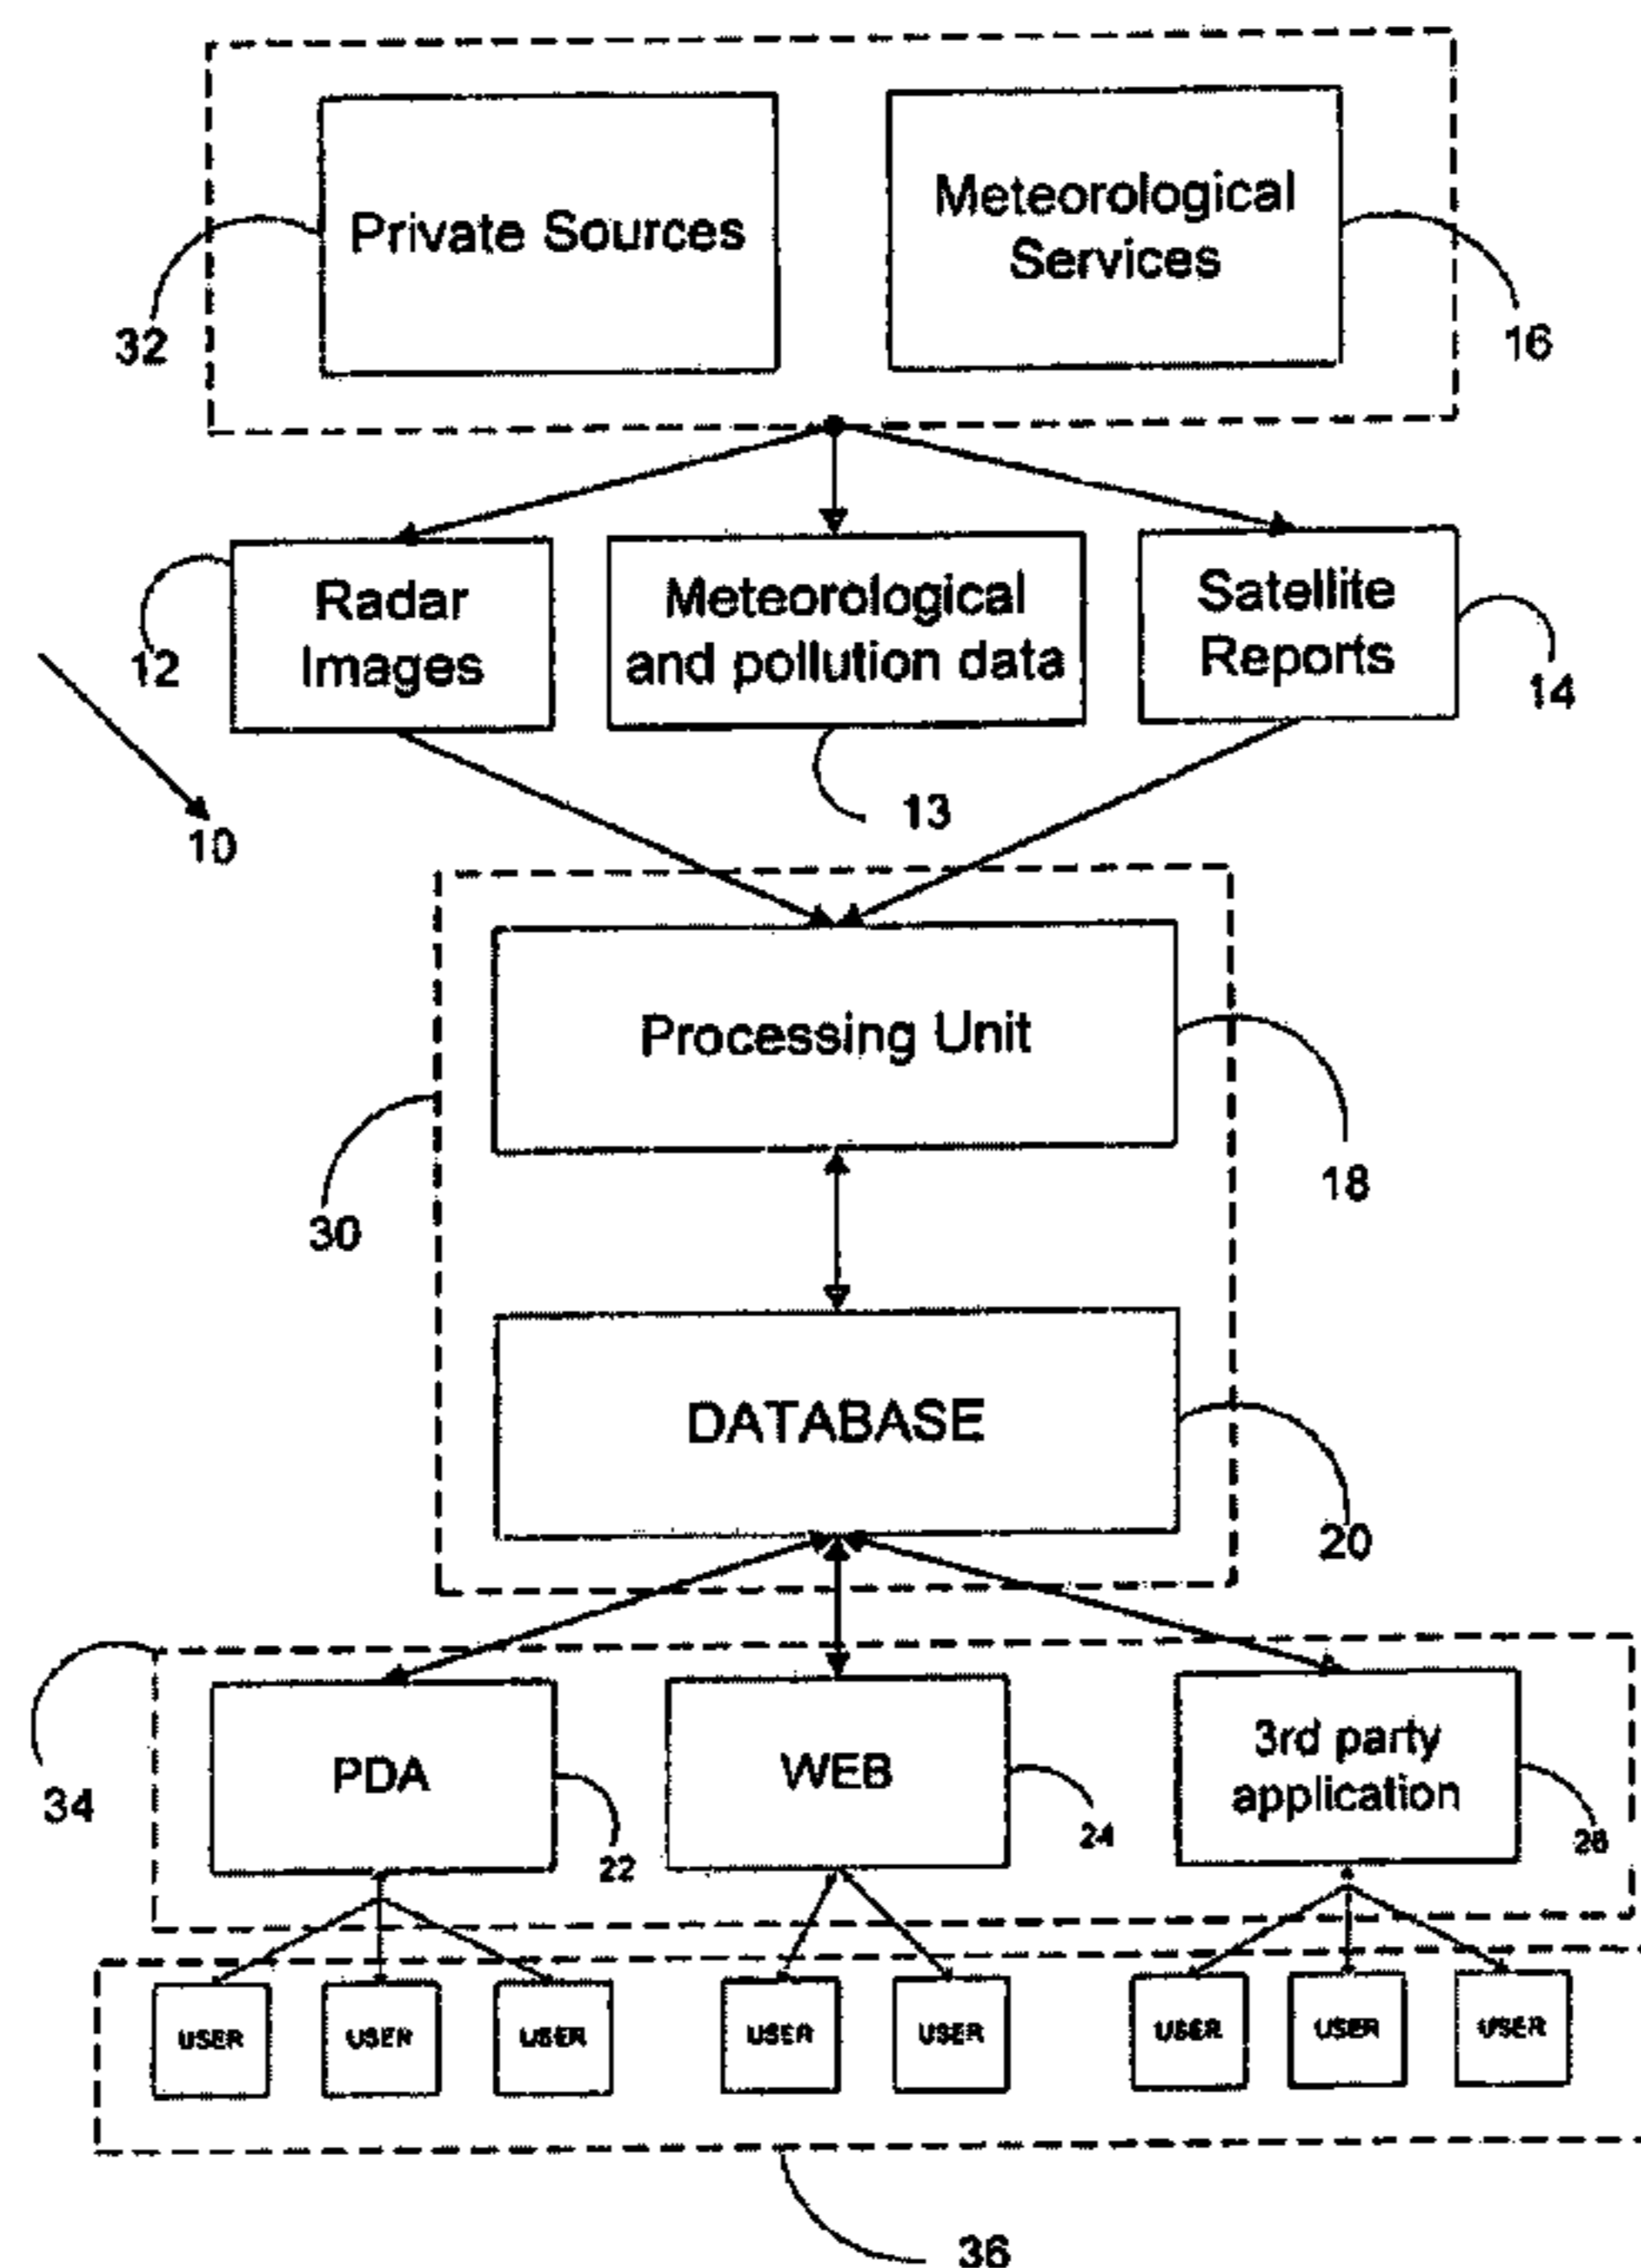 Private Sources
Meteorological
Services
32
16
Radar
Images
Meteorological
and pollution data
Satellite
Reports
12
14
13
10
Processing Unit
18
30
DATABASE
20
34
PDA
WEB
3rd party
application
22
24
26
USER
USER
USER
USER
USER
USER
USER
USER
36